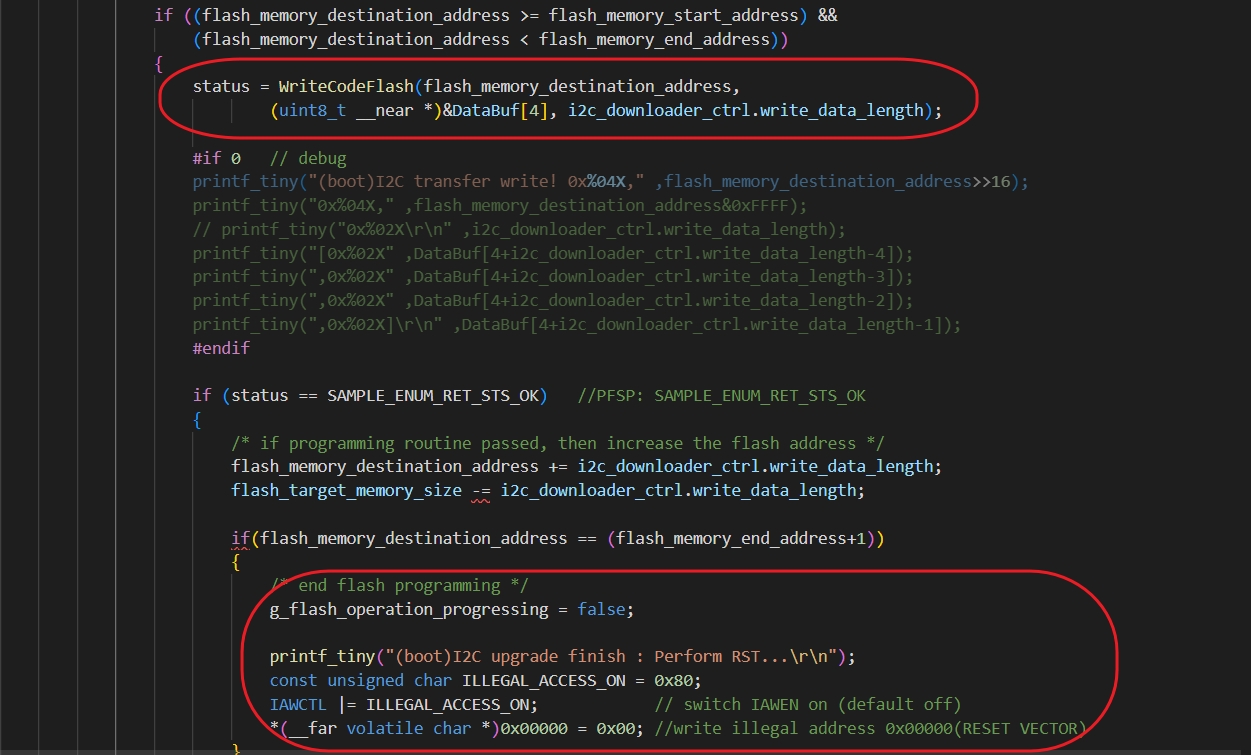 if ((flash_memory_destination_address >= flash_memory_start_address) &&
(flash_memory_destination_address < flash_memory_end_address))
{
status = WriteCodeFlash(flash_memory_destination_address,
(uint8_t __near *)&DataBuf[4], i2c_downloader_ctrl.write_data_length);
#if 0 // debug
printf_tiny("(boot)I2C transfer write! 0x%04X," ,flash_memory_destination_address>>16);
printf_tiny("0x%04X," ,flash_memory_destination_address&0xFFFF);
// printf_tiny("0x%02X\r\n" ,i2c_downloader_ctrl.write_data_length);
printf_tiny("[0x%02X" ,DataBuf[4+i2c_downloader_ctrl.write_data_length-4]);
printf_tiny(",0x%02X" ,DataBuf[4+i2c_downloader_ctrl.write_data_length-3]);
printf_tiny(",0x%02X" ,DataBuf[4+i2c_downloader_ctrl.write_data_length-2]);
printf_tiny(",0x%02X]\r\n" ,DataBuf[4+i2c_downloader_ctrl.write_data_length-1]);
#endif
if (status == SAMPLE_ENUM_RET_STS_OK) //PFSP: SAMPLE_ENUM_RET_STS_OK
{
/* if programming routine passed, then increase the flash address */
flash_memory_destination_address += i2c_downloader_ctrl.write_data_length;
flash_target_memory_size -= i2c_downloader_ctrl.write_data_length;
if(flash_memory_destination_address == (flash_memory_end_address+1))
{
/* end flash programming */
g_flash_operation_progressing = false;
printf_tiny("(boot)I2C upgrade finish : Perform RST...\r\n");
const unsigned char ILLEGAL_ACCESS_ON = 0x80;
IAWCTL |= ILLEGAL_ACCESS_ON; // switch IAWEN on (default off)
*(__far volatile char *)0x00000 = 0x00; //write illegal address 0x00000(RESET VECTOR)
}